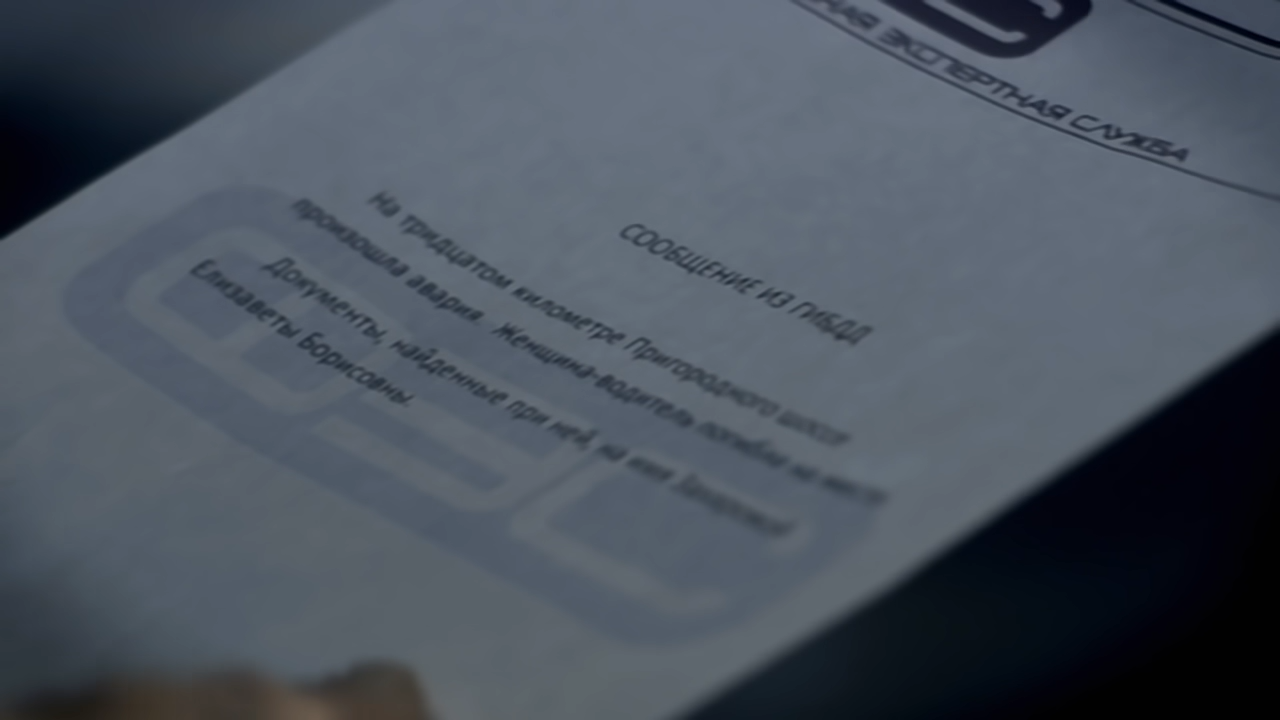 ЭКСПЕРТНАЯ СЛУЖБА
СООБЩЕНИЕ ИЗ ГИБДД
На тридцатом километре Пригородного шоссе
произошла авария. Женщина-водитель погибла на месте
Документы, найденные при ней, на имя
Елизаветы Борисовны.